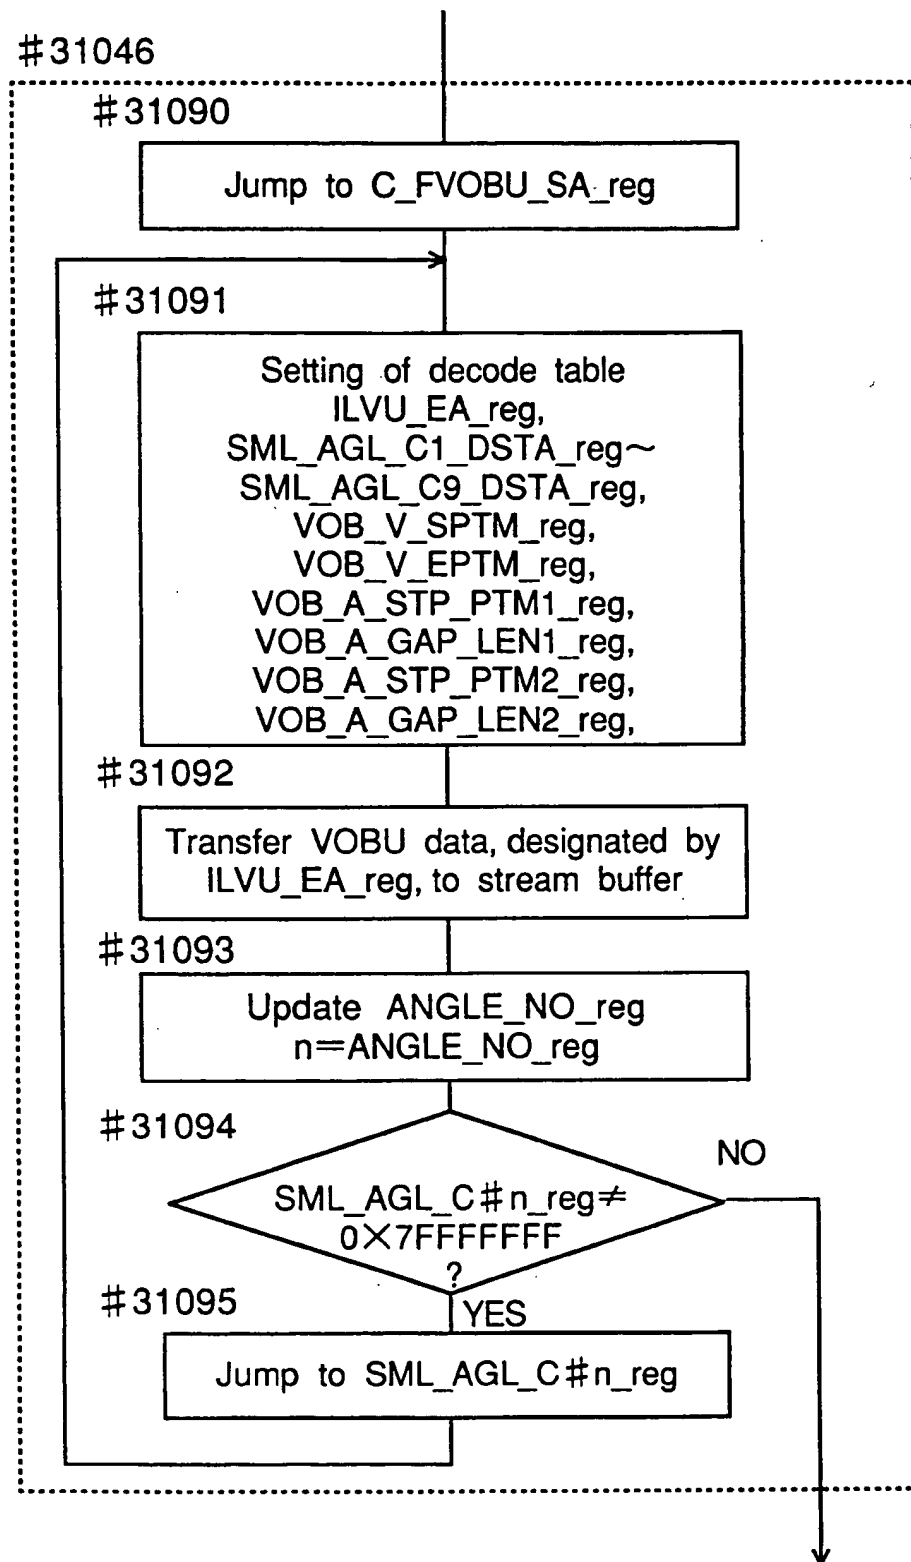 #31046
#31090
Jump to C_FVOBU_SA_reg
#31091
Setting of decode table
ILVU_EA_reg,
SML_AGL_C1_DSTA_reg~
SML_AGL_C9_DSTA_reg,
VOB_V_SPTM_reg,
VOB_V_EPTM_reg,
VOB_A_STP_PTM1_reg,
VOB_A_GAP_LEN1_reg,
VOB_A_STP_PTM2_reg,
VOB_A_GAP_LEN2_reg,
#31092
Transfer VOBU data, designated by
ILVU_EA_reg, to stream buffer
#31093
Update ANGLE_NO_reg
n=ANGLE_NO_reg
#31094
NO
SML_AGL_C#n_reg≠
0×7FFFFFFF
?
#31095
YES
Jump to SML_AGL_C#n_reg